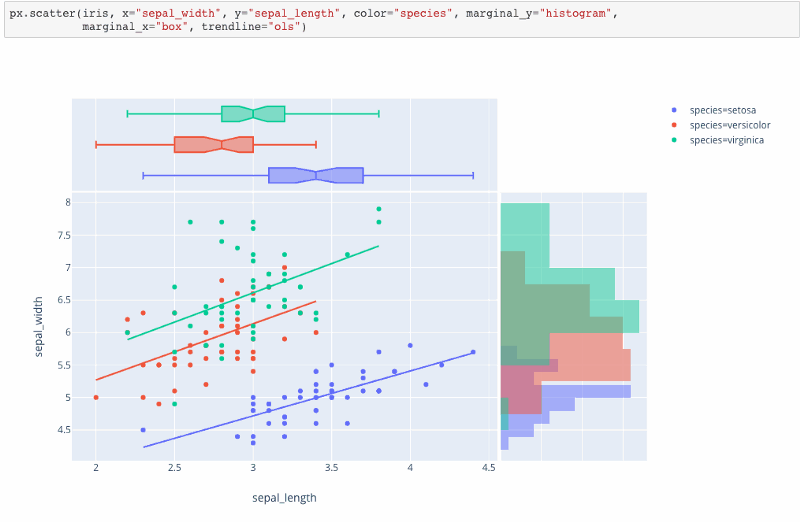 px.scatter(iris, x="sepal_width", y="sepal_length", color="species", marginal_y="histogram",
marginal_x="box", trendline="ols")
species=setosa
species=versicolor
species=virginica
8
7.5
7
6.5
6
5.5
5
4.5
sepal_width
2
2.5
3
3.5
4
4.5
sepal_length